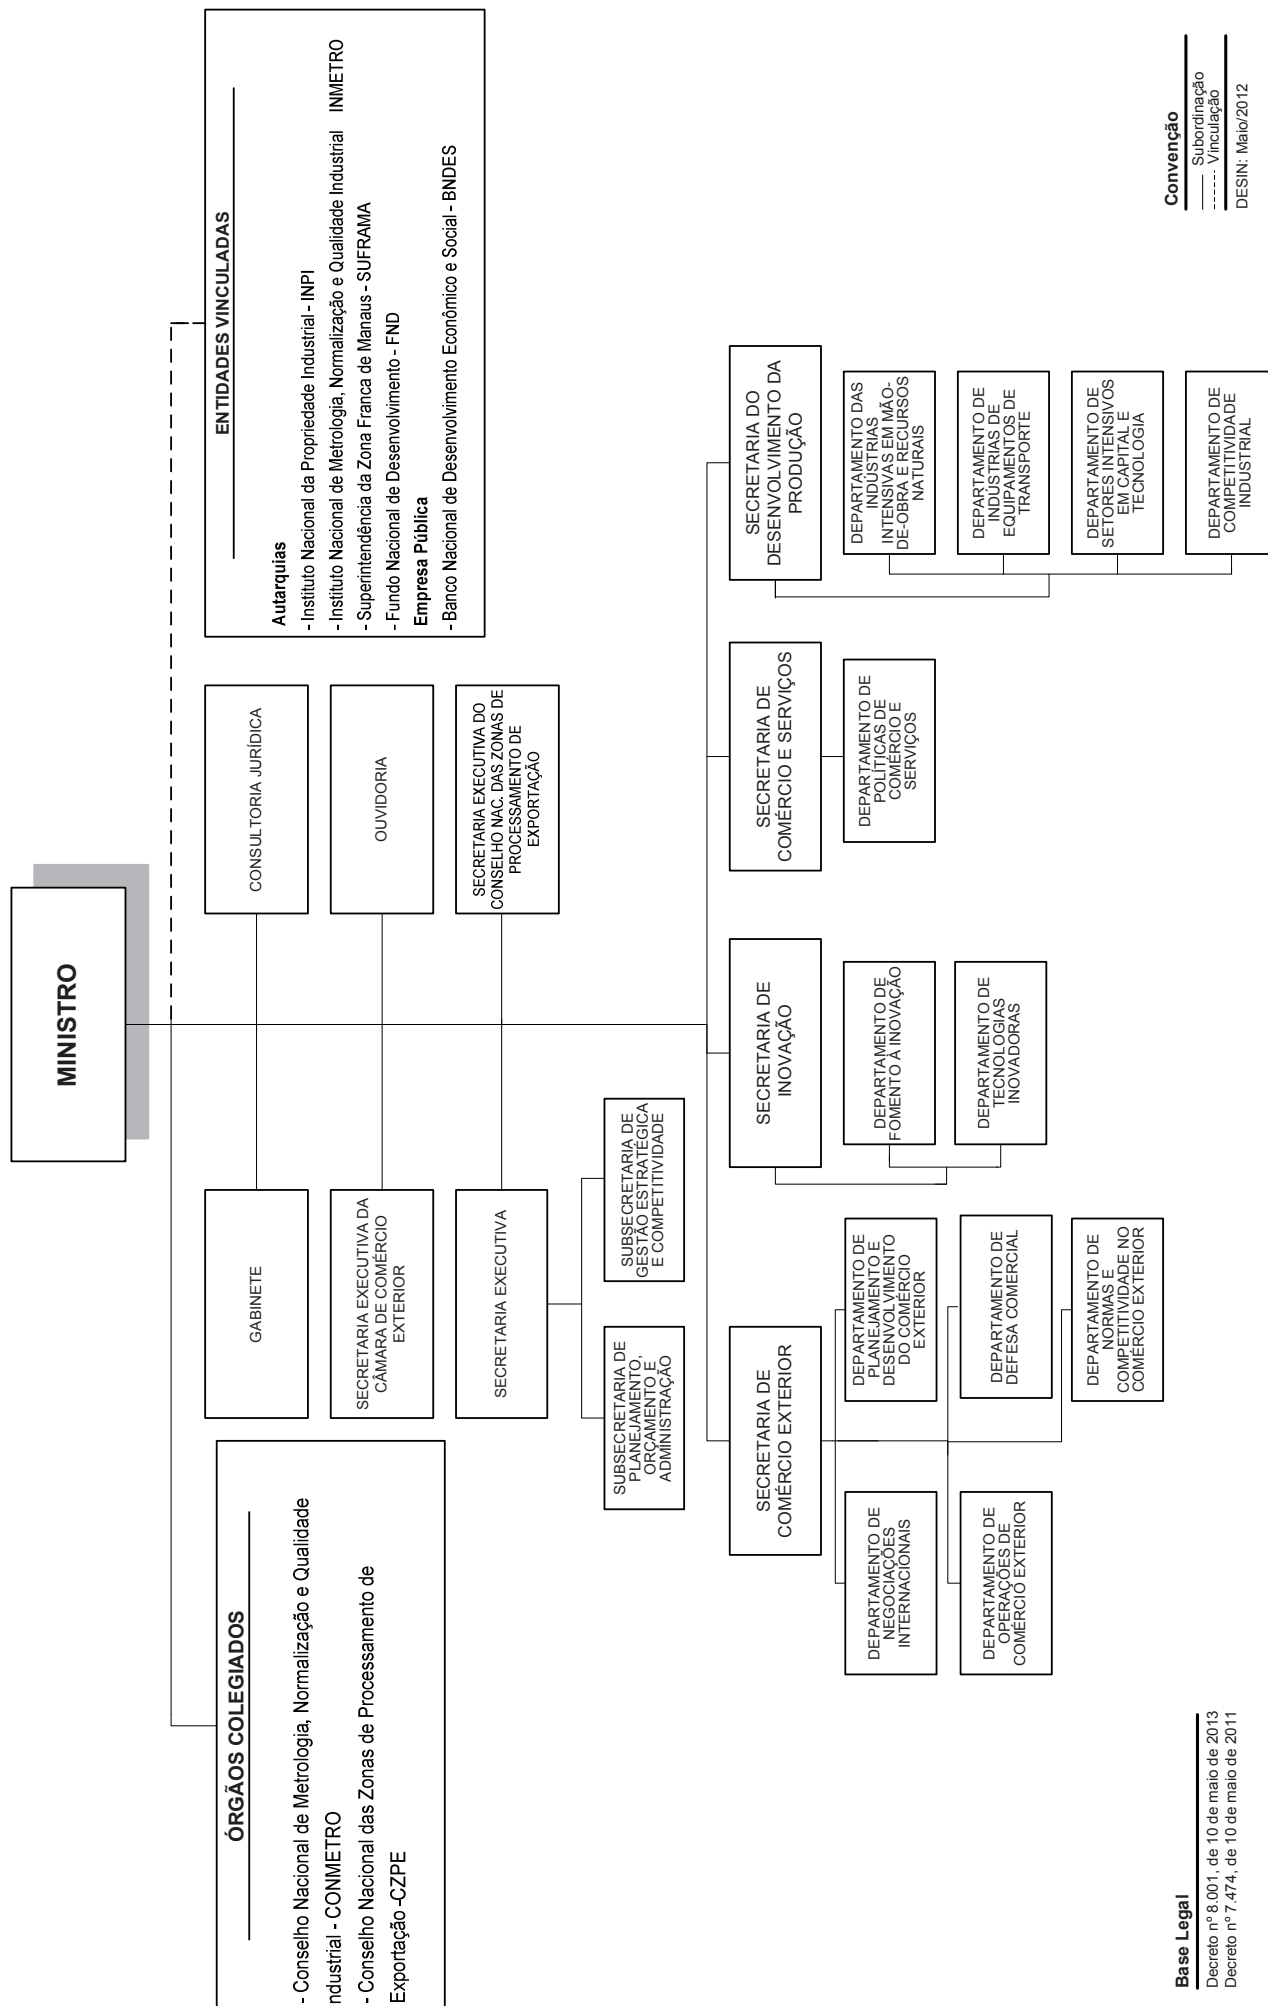 MINISTRO
ÓRGÃOS COLEGIADOS
- Conselho Nacional de Metrologia, Normalização e Qualidade
ndustrial - CONMETRO
- Conselho Nacional das Zonas de Processamento de
Exportação -CZPE
GABINETE
CONSULTORIA JURÍDICA
SECRETARIA EXECUTIVA DA
CÂMARA DE COMÉRCIO
EXTERIOR
OUVIDORIA
SECRETARIA EXECUTIVA
SECRETARIA EXECUTIVA DO
CONSELHO NAC. DAS ZONAS DE
PROCESSAMENTO DE
EXPORTAÇÃO
ENTIDADES VINCULADAS
Autarquias
- Instituto Nacional da Propriedade Industrial - INPI
- Instituto Nacional de Metrologia, Normalização e Qualidade Industrial INMETRO
- Superintendência da Zona Franca de Manaus - SUFRAMA
- Fundo Nacional de Desenvolvimento - FND
Empresa Pública
- Banco Nacional de Desenvolvimento Econômico e Social - BNDES
SUBSECRETARIA DE
PLANEJAMENTO,
ORÇAMENTO E
ADMINISTRAÇÃO
SUBSECRETARIA DE
GESTÃO ESTRATÉGICA
E COMPETITIVIDADE
SECRETARIA DE
COMÉRCIO EXTERIOR
DEPARTAMENTO DE
NEGOCIAÇÕES
INTERNACIONAIS
DEPARTAMENTO DE
PLANEJAMENTO E
DESENVOLVIMENTO
DO COMÉRCIO
EXTERIOR
DEPARTAMENTO DE
OPERAÇÕES DE
COMÉRCIO EXTERIOR
DEPARTAMENTO DE
DEFESA COMERCIAL
DEPARTAMENTO DE
NORMAS E
COMPETITIVIDADE NO
COMÉRCIO EXTERIOR
SECRETARIA DE
INOVAÇÃO
DEPARTAMENTO DE
FOMENTO À INOVAÇÃO
DEPARTAMENTO DE
TECNOLOGIAS
INOVADORAS
SECRETARIA DE
COMÉRCIO E SERVIÇOS
DEPARTAMENTO DE
POLÍTICAS DE
COMÉRCIO E
SERVIÇOS
SECRETARIA DO
DESENVOLVIMENTO DA
PRODUÇÃO
DEPARTAMENTO DAS
INDÚSTRIAS
INTENSIVAS EM MÃO-
DE-OBRA E RECURSOS
NATURAIS
DEPARTAMENTO DE
INDÚSTRIAS DE
EQUIPAMENTOS DE
TRANSPORTE
DEPARTAMENTO DE
SETORES INTENSIVOS
EM CAPITAL E
TECNOLOGIA
DEPARTAMENTO DE
COMPETITIVIDADE
INDUSTRIAL
Base Legal
Decreto nº 8.001, de 10 de maio de 2013
Decreto nº 7.474, de 10 de maio de 2011
Convenção
Subordinação
Vinculação
DESIN: Maio/2012